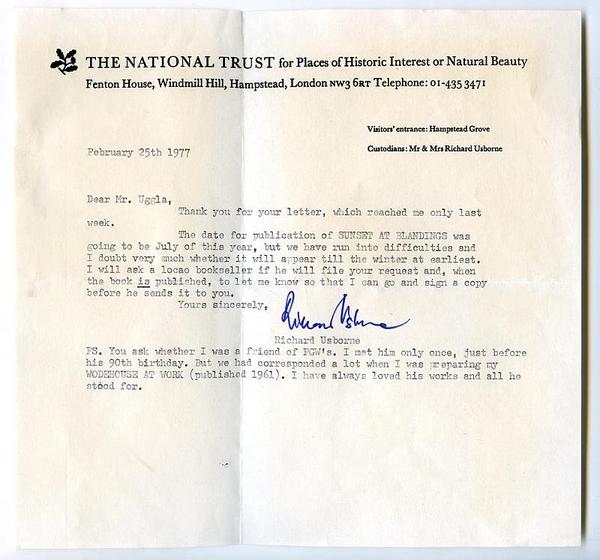 THE NATIONAL TRUST for Places of Historic Interest or Natural Beauty
Fenton House, Windmill Hill, Hampstead, London NW3 6RT Telephone: 01-435 3471
Visitors' entrance: Hampstead Grove
Custodians: Mr & Mrs Richard Usborne
February 25th 1977
Dear Mr. Uggla,
Thank you for your letter, which reached me only last
week.
The date for publication of SUNSET AT BLANDINGS was
going to be July of this year, but we have run into difficulties and
I doubt very much whether it will appear till the winter at earliest.
I will ask a locao bookseller if he will file your request and, when
the book is published, to let me know so that I can go and sign a copy
before he sends it to you.
Yours sincerely,
Richard Usborne
Richard Usborne
PS. You ask whether I was a friend of PGW's. I met him only once, just before
his 90th birthday. But we had corresponded a lot when I was preparing my
WODEHOUSE AT WORK (published 1961). I have always loved his works and all he
stood for.